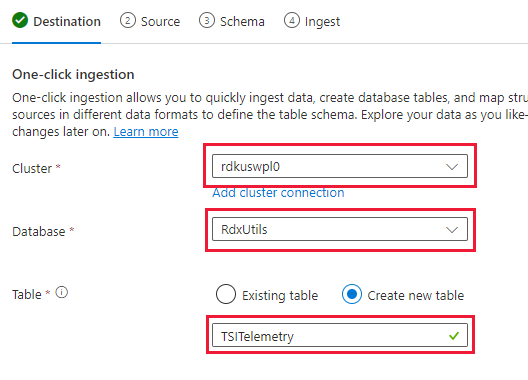 Destination 2 Source 3 Schema 4 Ingest
One-click ingestion
One-click ingestion allows you to quickly ingest data, create database tables, and map stru
sources in different data formats to define the table schema. Explore your data as you like-
changes later on. Learn more
Cluster * rdkuswpl0
Add cluster connection
Database * RdxUtils
Table * Existing table Create new table
TSITelemetry